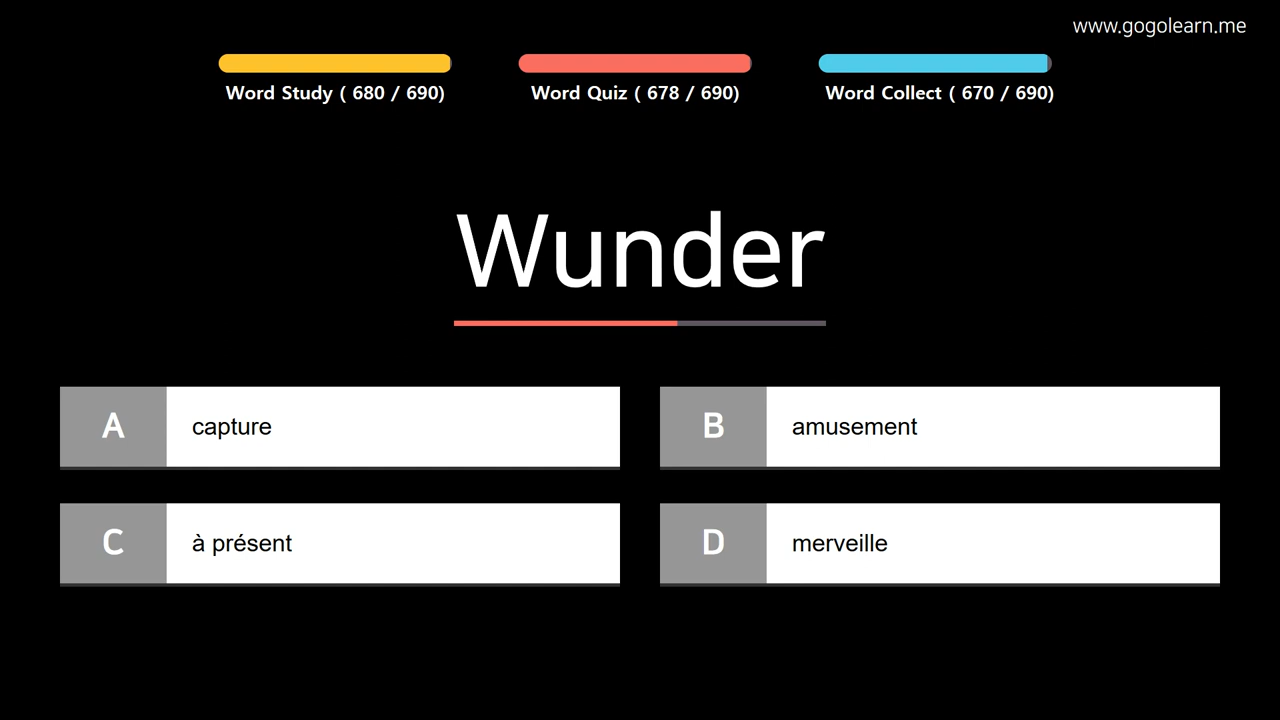 www.gogolearn.me
Word Study ( 680 / 690)
Word Quiz ( 678 / 690)
Word Collect ( 670 / 690)
Wunder
A capture
B amusement
C à présent
D merveille